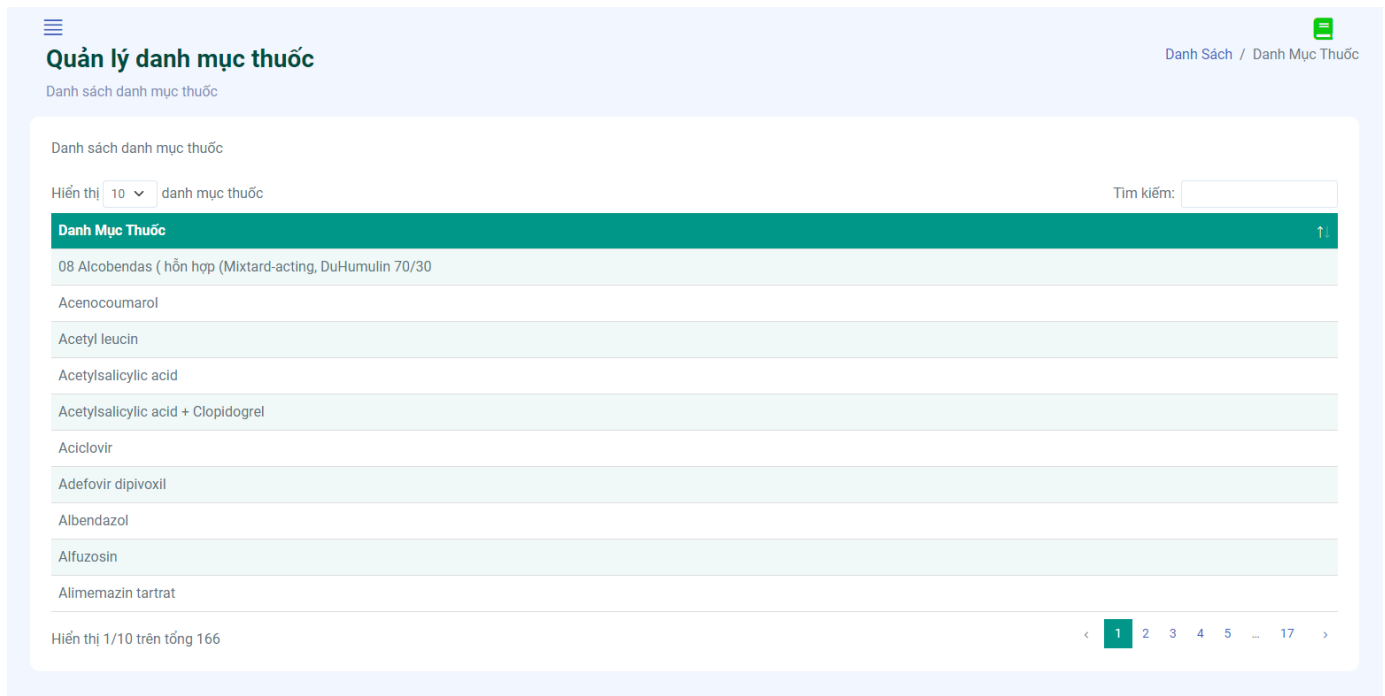 Quản lý danh mục thuốc
Danh Sách / Danh Mục Thuốc
Danh sách danh mục thuốc
Danh sách danh mục thuốc
Hiển thị 10 danh mục thuốc
Tìm kiếm:
Danh Mục Thuốc
08 Alcobendas ( hỗn hợp (Mixtard-acting, DuHumulin 70/30
Acenocoumarol
Acetyl leucin
Acetylsalicylic acid
Acetylsalicylic acid + Clopidogrel
Aciclovir
Adefovir dipivoxil
Albendazol
Alfuzosin
Alimemazin tartrat
Hiển thị 1/10 trên tổng 166
‹ 1 2 3 4 5 … 17 ›